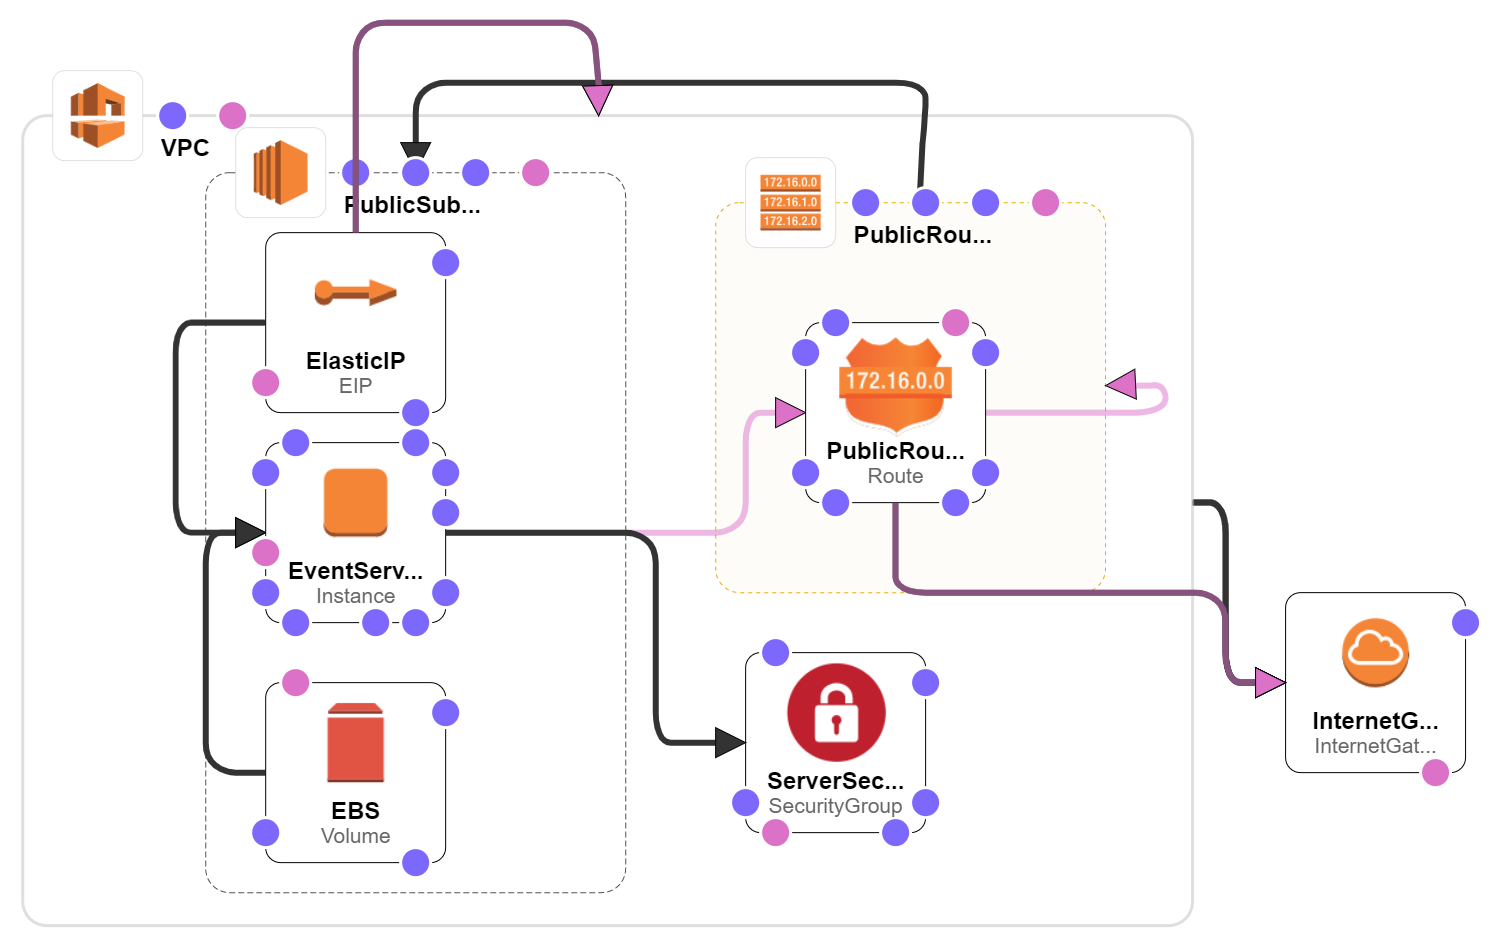 VPC
PublicSub...
172.16.0.0
172.16.1.0
172.16.2.0
PublicRou...
ElasticIP
EIP
172.16.0.0
PublicRou...
Route
EventServ...
Instance
InternetG...
InternetGat...
ServerSec...
SecurityGroup
EBS
Volume